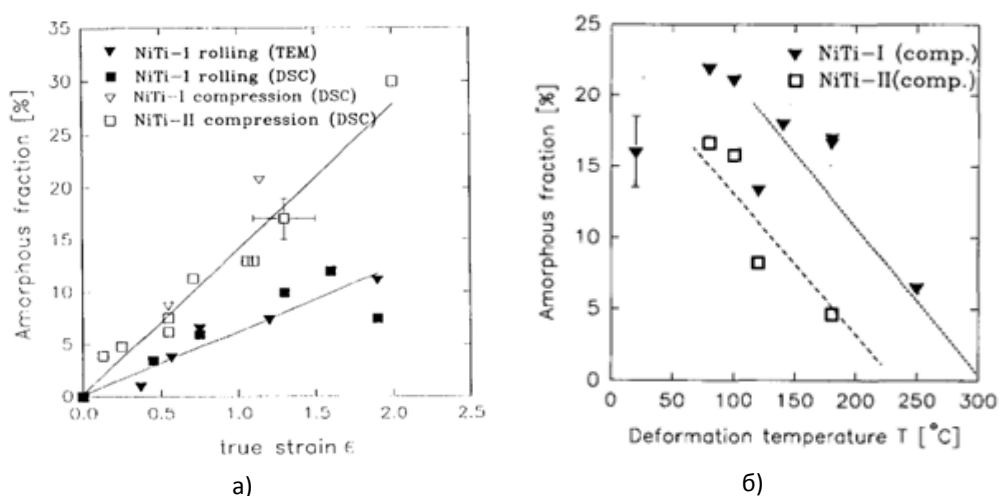 ▼ NiTi-I rolling (TEM)
■ NiTi-I rolling (DSC)
▽ NiTi-I compression (DSC)
□ NiTi-II compression (DSC)
35
30
25
20
15
10
5
0
Amorphous fraction [%]
0.0 0.5 1.0 1.5 2.0 2.5
true strain ϵ
а)
▼ NiTi-I (comp.)
□ NiTi-II(comp.)
25
20
15
10
5
0
Amorphous fraction [%]
0 50 100 150 200 250 300
Deformation temperature T [°C]
б)